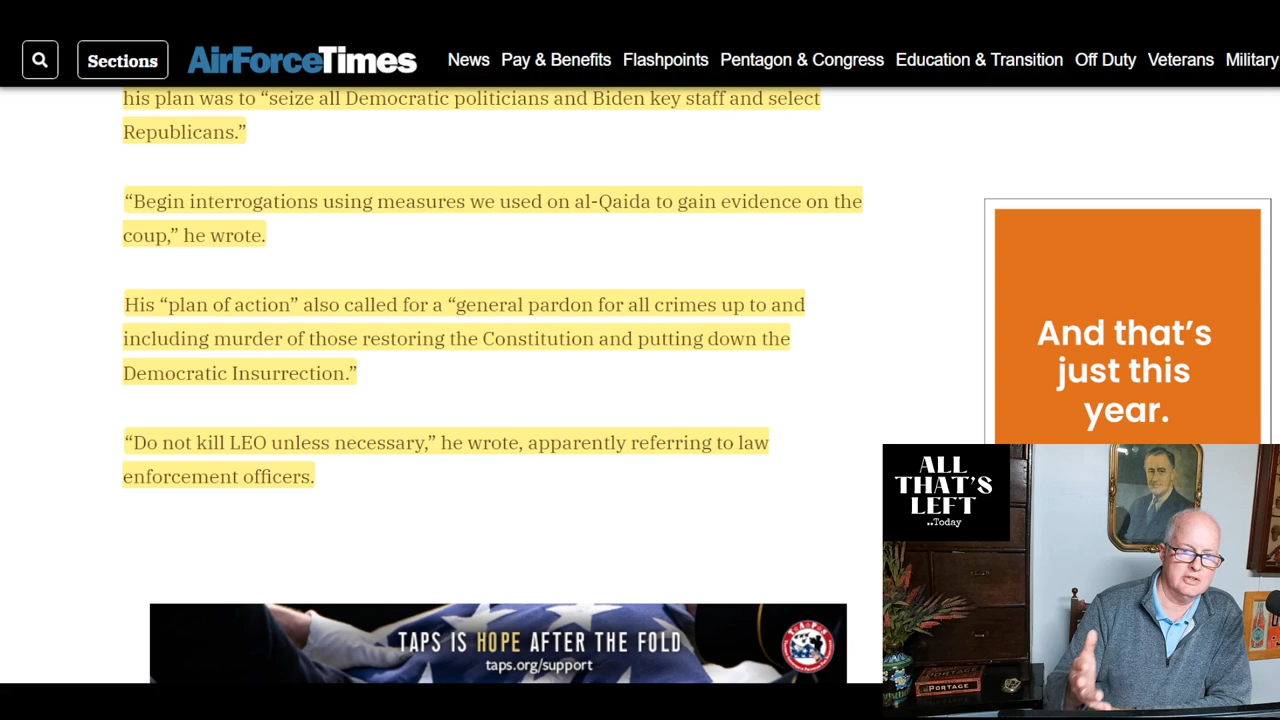 Sections
AirForceTimes
News Pay & Benefits Flashpoints Pentagon & Congress Education & Transition Off Duty Veterans Military
his plan was to “seize all Democratic politicians and Biden key staff and select
Republicans.”
“Begin interrogations using measures we used on al-Qaida to gain evidence on the
coup,” he wrote.
His “plan of action” also called for a “general pardon for all crimes up to and
including murder of those restoring the Constitution and putting down the
Democratic Insurrection.”
“Do not kill LEO unless necessary,” he wrote, apparently referring to law
enforcement officers.
And that’s
just this
year.
ALL
THAT’S
LEFT
..Today
TAPS IS HOPE AFTER THE FOLD
taps.org/support
PORTAGE